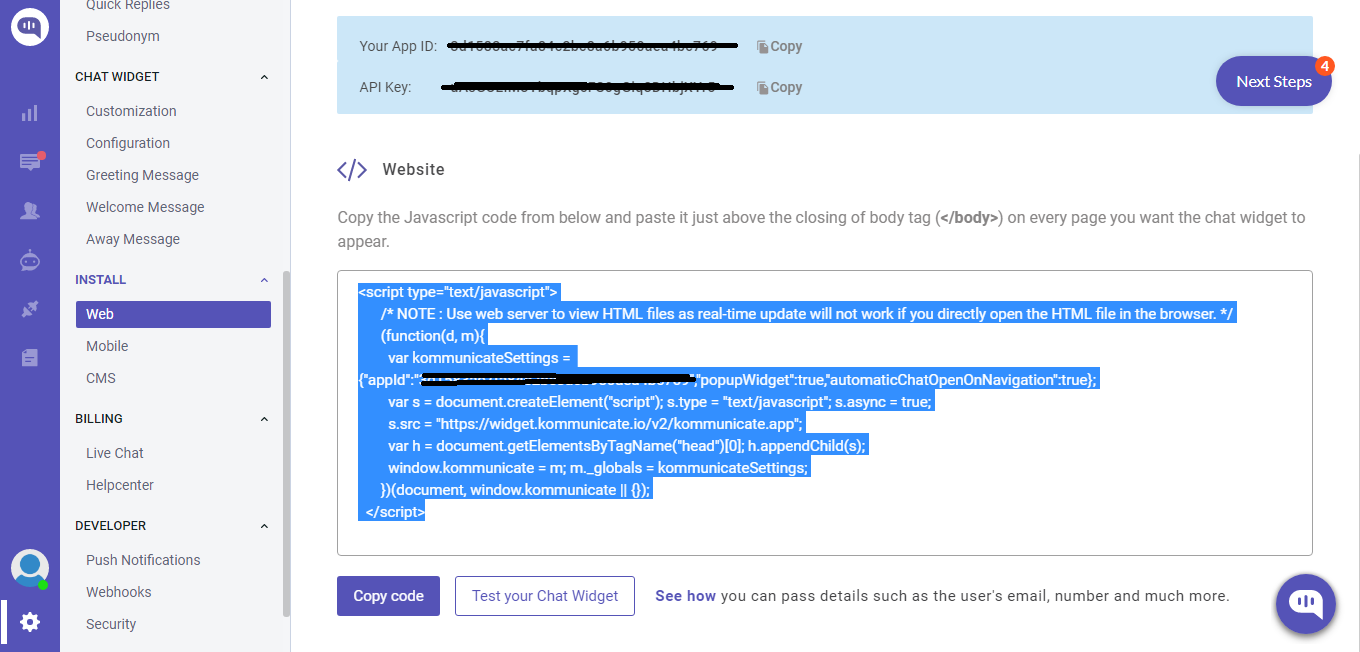 Quick Replies
Pseudonym
CHAT WIDGET
Customization
Configuration
Greeting Message
Welcome Message
Away Message
INSTALL
Web
Mobile
CMS
BILLING
Live Chat
Helpcenter
DEVELOPER
Push Notifications
Webhooks
Security
Your App ID:
Copy
API Key:
Copy
Next Steps
4
</> Website
Copy the Javascript code from below and paste it just above the closing of body tag (</body>) on every page you want the chat widget to
appear.
<script type="text/javascript">
/* NOTE : Use web server to view HTML files as real-time update will not work if you directly open the HTML file in the browser. */
(function(d, m){
var kommunicateSettings =
{"appId":" ","popupWidget":true,"automaticChatOpenOnNavigation":true};
var s = document.createElement("script"); s.type = "text/javascript"; s.async = true;
s.src = "https://widget.kommunicate.io/v2/kommunicate.app";
var h = document.getElementsByTagName("head")[0]; h.appendChild(s);
window.kommunicate = m; m._globals = kommunicateSettings;
})(document, window.kommunicate || {});
</script>
Copy code
Test your Chat Widget
See how you can pass details such as the user's email, number and much more.